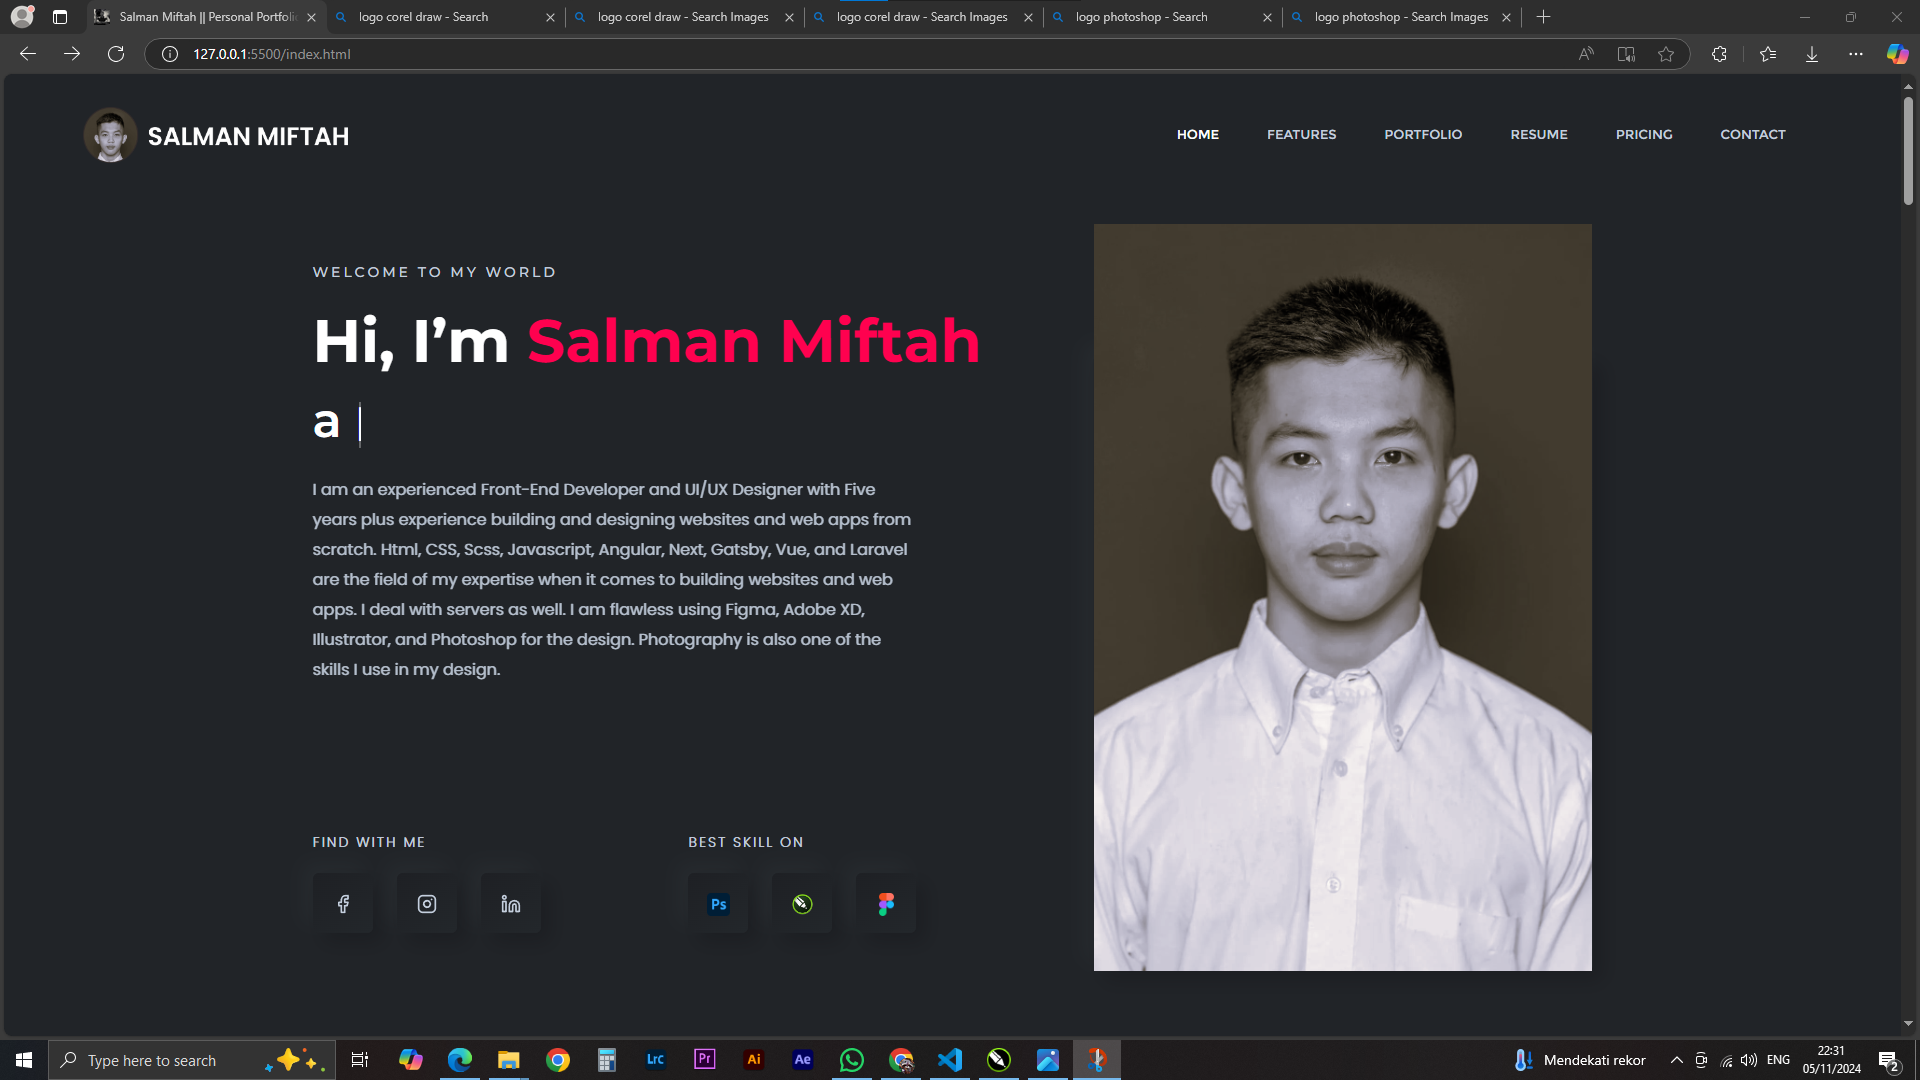 Salman Miftah || Personal Portfoli
logo corel draw - Search
logo corel draw - Search Images
logo corel draw - Search Images
logo photoshop - Search
logo photoshop - Search Images
127.0.0.1:5500/index.html
SALMAN MIFTAH
HOME
FEATURES
PORTFOLIO
RESUME
PRICING
CONTACT
WELCOME TO MY WORLD
Hi, I’m Salman Miftah
a
I am an experienced Front-End Developer and UI/UX Designer with Five
years plus experience building and designing websites and web apps from
scratch. Html, CSS, Scss, Javascript, Angular, Next, Gatsby, Vue, and Laravel
are the field of my expertise when it comes to building websites and web
apps. I deal with servers as well. I am flawless using Figma, Adobe XD,
Illustrator, and Photoshop for the design. Photography is also one of the
skills I use in my design.
FIND WITH ME
BEST SKILL ON
Ps
Type here to search
Lrc
Pr
Ai
Ae
Mendekati rekor
ENG
22:31
05/11/2024
2